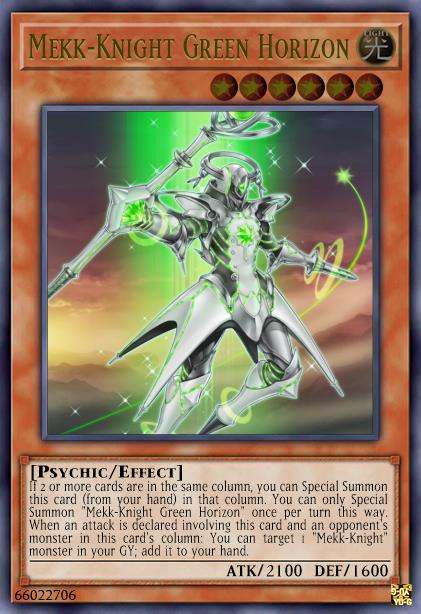 Mekk-Knight Green Horizon
LIGHT
光
[Psychic/Effect]
If 2 or more cards are in the same column, you can Special Summon
this card (from your hand) in that column. You can only Special
Summon "Mekk-Knight Green Horizon" once per turn this way.
When an attack is declared involving this card and an opponent's
monster in this card's column: You can target 1 "Mekk-Knight"
monster in your GY; add it to your hand.
ATK/2100 DEF/1600
66022706